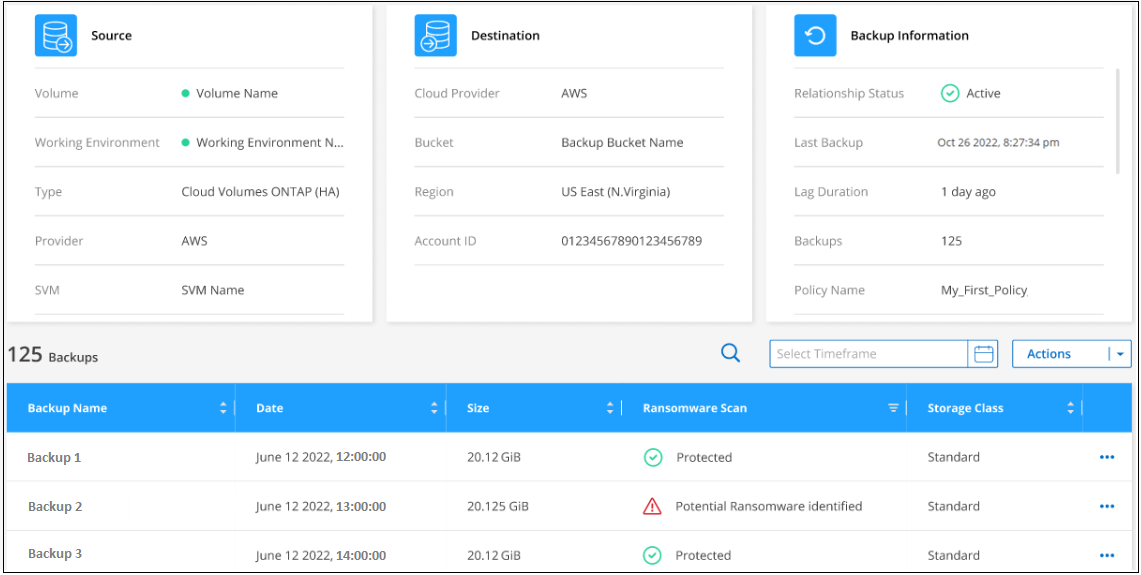 Source
Volume Volume Name
Working Environment Working Environment N...
Type Cloud Volumes ONTAP (HA)
Provider AWS
SVM SVM Name
Destination
Cloud Provider AWS
Bucket Backup Bucket Name
Region US East (N.Virginia)
Account ID 01234567890123456789
Backup Information
Relationship Status Active
Last Backup Oct 26 2022, 8:27:34 pm
Lag Duration 1 day ago
Backups 125
Policy Name My_First_Policy
125 Backups Select Timeframe Actions
Backup Name Date Size Ransomware Scan Storage Class
Backup 1 June 12 2022, 12:00:00 20.12 GiB Protected Standard
Backup 2 June 12 2022, 13:00:00 20.125 GiB Potential Ransomware identified Standard
Backup 3 June 12 2022, 14:00:00 20.12 GiB Protected Standard